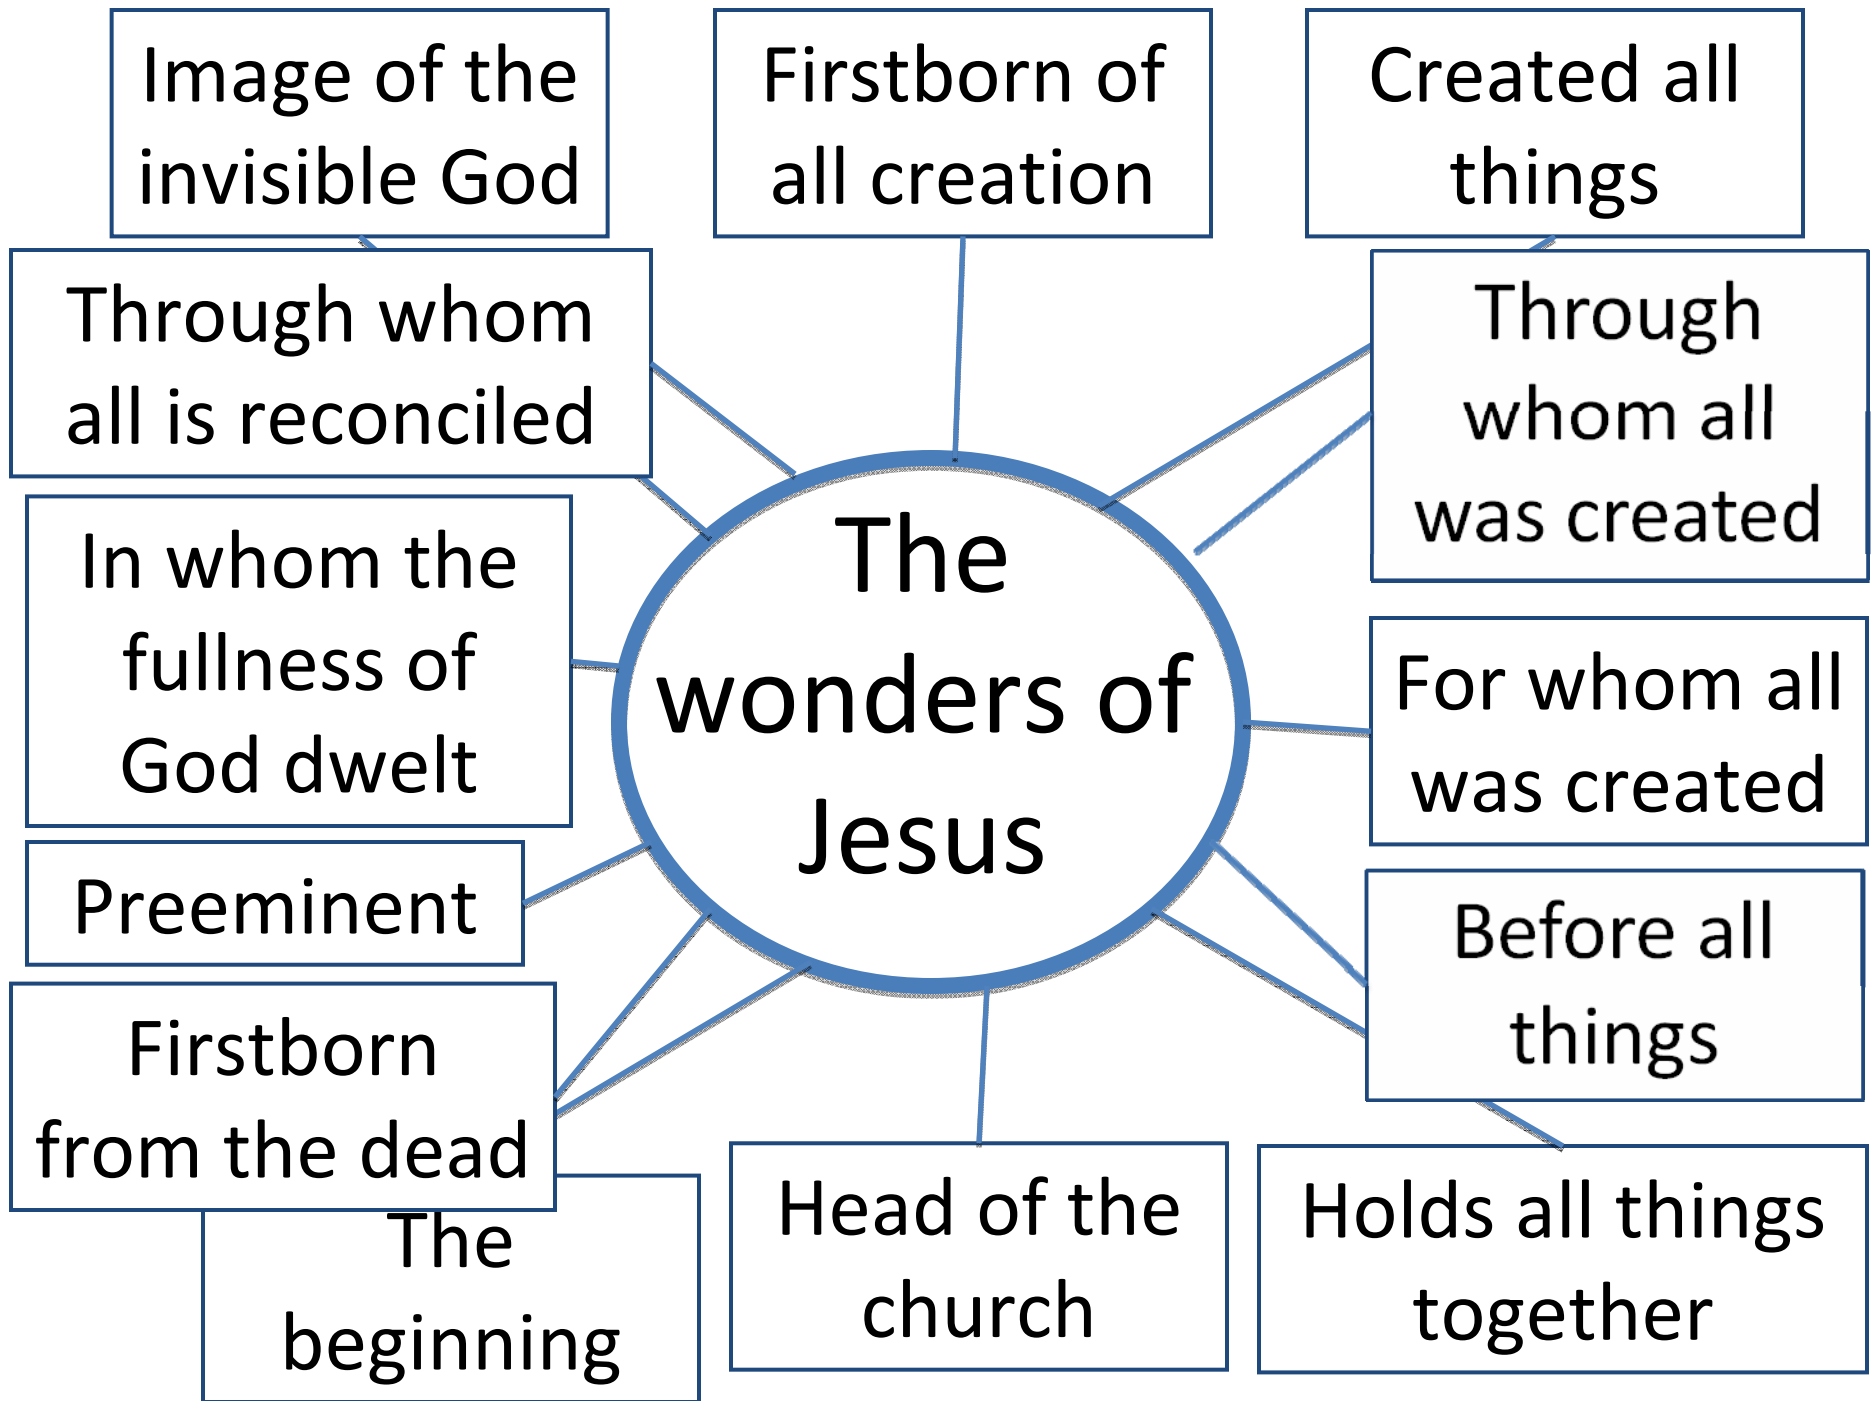 Image of the
invisible God
Firstborn of
all creation
Created all
things
Through whom
all is reconciled
Through
whom all
was created
In whom the
fullness of
God dwelt
The
wonders of
Jesus
For whom all
was created
Preeminent
Before all
things
Firstborn
from the dead
The
beginning
Head of the
church
Holds all things
together